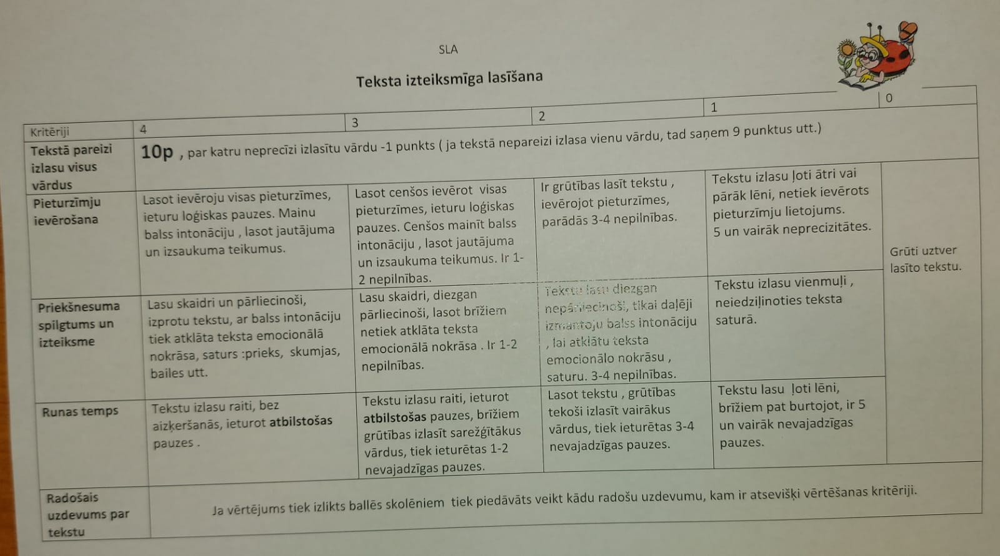 SLA
Teksta izteiksmīga lasīšana
Kritēriji
4
3
2
1
0
Tekstā pareizi
izlasu visus
vārdus
10p , par katru neprecīzi izlasītu vārdu -1 punkts ( ja tekstā nepareizi izlasa vienu vārdu, tad saņem 9 punktus utt.)
Pieturzīmju
ievērošana
Lasot ievēroju visas pieturzīmes,
ieturu loģiskas pauzes. Mainu
balss intonāciju , lasot jautājuma
un izsaukuma teikumus.
Lasot cenšos ievērot visas
pieturzīmes, ieturu loģiskas
pauzes. Cenšos mainīt balss
intonāciju , lasot jautājuma
un izsaukuma teikumus. Ir 1-
2 nepilnības.
Ir grūtības lasīt tekstu ,
ievērojot pieturzīmes,
parādās 3-4 nepilnības.
Tekstu izlasu ļoti ātri vai
pārāk lēni, netiek ievērots
pieturzīmju lietojums.
5 un vairāk neprecizitātes.
Grūti uztver
lasīto tekstu.
Priekšnesuma
spilgtums un
izteiksme
Lasu skaidri un pārliecinoši,
izprotu tekstu, ar balss intonāciju
tiek atklāta teksta emocionālā
nokrāsa, saturs :prieks, skumjas,
bailes utt.
Lasu skaidri, diezgan
pārliecinoši, lasot brīžiem
netiek atklāta teksta
emocionālā nokrāsa . Ir 1-2
nepilnības.
Tekstu lasu diezgan
nepārliecinoši, tikai daļēji
izmantoju balss intonāciju
, lai atklātu teksta
emocionālo nokrāsu ,
saturu. 3-4 nepilnības.
Tekstu izlasu vienmuļi ,
neiedziļinoties teksta
saturā.
Runas temps
Tekstu izlasu raiti, bez
aizķeršanās, ieturot atbilstošas
pauzes .
Tekstu izlasu raiti, ieturot
atbilstošas pauzes, brīžiem
grūtības izlasīt sarežģītākus
vārdus, tiek ieturētas 1-2
nevajadzīgas pauzes.
Lasot tekstu , grūtības
tekoši izlasīt vairākus
vārdus, tiek ieturētas 3-4
nevajadzīgas pauzes.
Tekstu lasu ļoti lēni,
brīžiem pat burtojot, ir 5
un vairāk nevajadzīgas
pauzes.
Radošais
uzdevums par
tekstu
Ja vērtējums tiek izlikts ballēs skolēniem tiek piedāvāts veikt kādu radošu uzdevumu, kam ir atsevišķi vērtēšanas kritēriji.